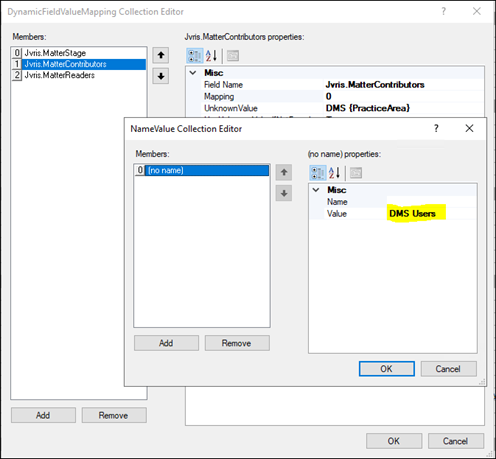 DynamicFieldValueMapping Collection Editor
Members:
0 Jvris.MatterStage
1 Jvris.MatterContributors
2 Jvris.MatterReaders
Add Remove
Jvris.MatterContributors properties:
Misc
Field Name Jvris.MatterContributors
Mapping 0
UnknownValue DMS {PracticeArea}
NameValue Collection Editor
Members:
0 (no name)
Add Remove
(no name) properties:
Misc
Name
Value DMS Users
OK Cancel
OK Cancel